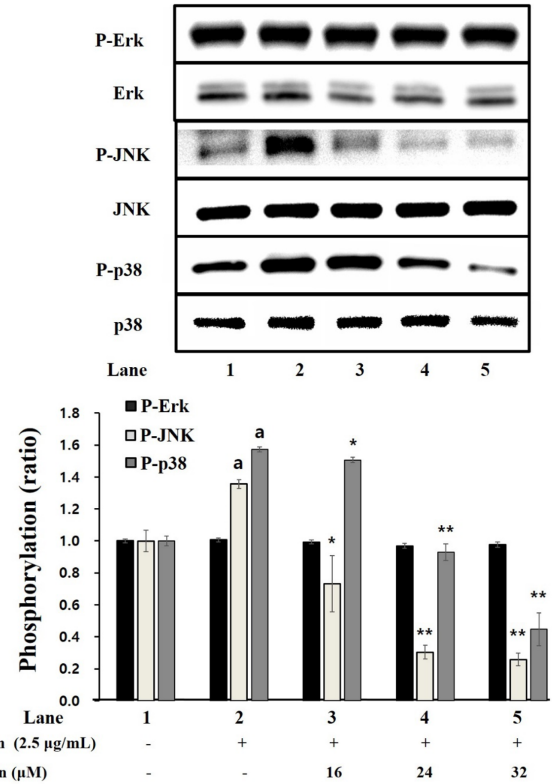 P-Erk
Erk
P-JNK
JNK
P-p38
p38
Lane 1 2 3 4 5
P-Erk
P-JNK
P-p38
Phosphorylation (ratio)
1.8
1.6
1.4
1.2
1.0
0.8
0.6
0.4
0.2
0.0
a a
a
* *
** **
** **
Lane 1 2 3 4 5
n (2.5 µg/mL) - + + + +
n (µM) - - 16 24 32